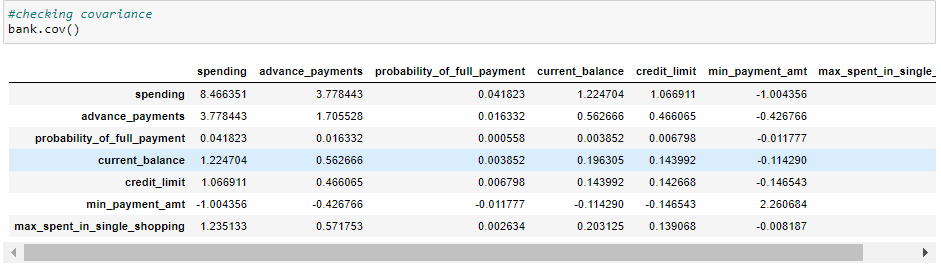 #checking covariance
bank.cov()
spending advance_payments probability_of_full_payment current_balance credit_limit min_payment_amt max_spent_in_single_
spending 8.466351 3.778443 0.041823 1.224704 1.066911 -1.004356
advance_payments 3.778443 1.705528 0.016332 0.562666 0.466065 -0.426766
probability_of_full_payment 0.041823 0.016332 0.000558 0.003852 0.006798 -0.011777
current_balance 1.224704 0.562666 0.003852 0.196305 0.143992 -0.114290
credit_limit 1.066911 0.466065 0.006798 0.143992 0.142668 -0.146543
min_payment_amt -1.004356 -0.426766 -0.011777 -0.114290 -0.146543 2.260684
max_spent_in_single_shopping 1.235133 0.571753 0.002634 0.203125 0.139068 -0.008187